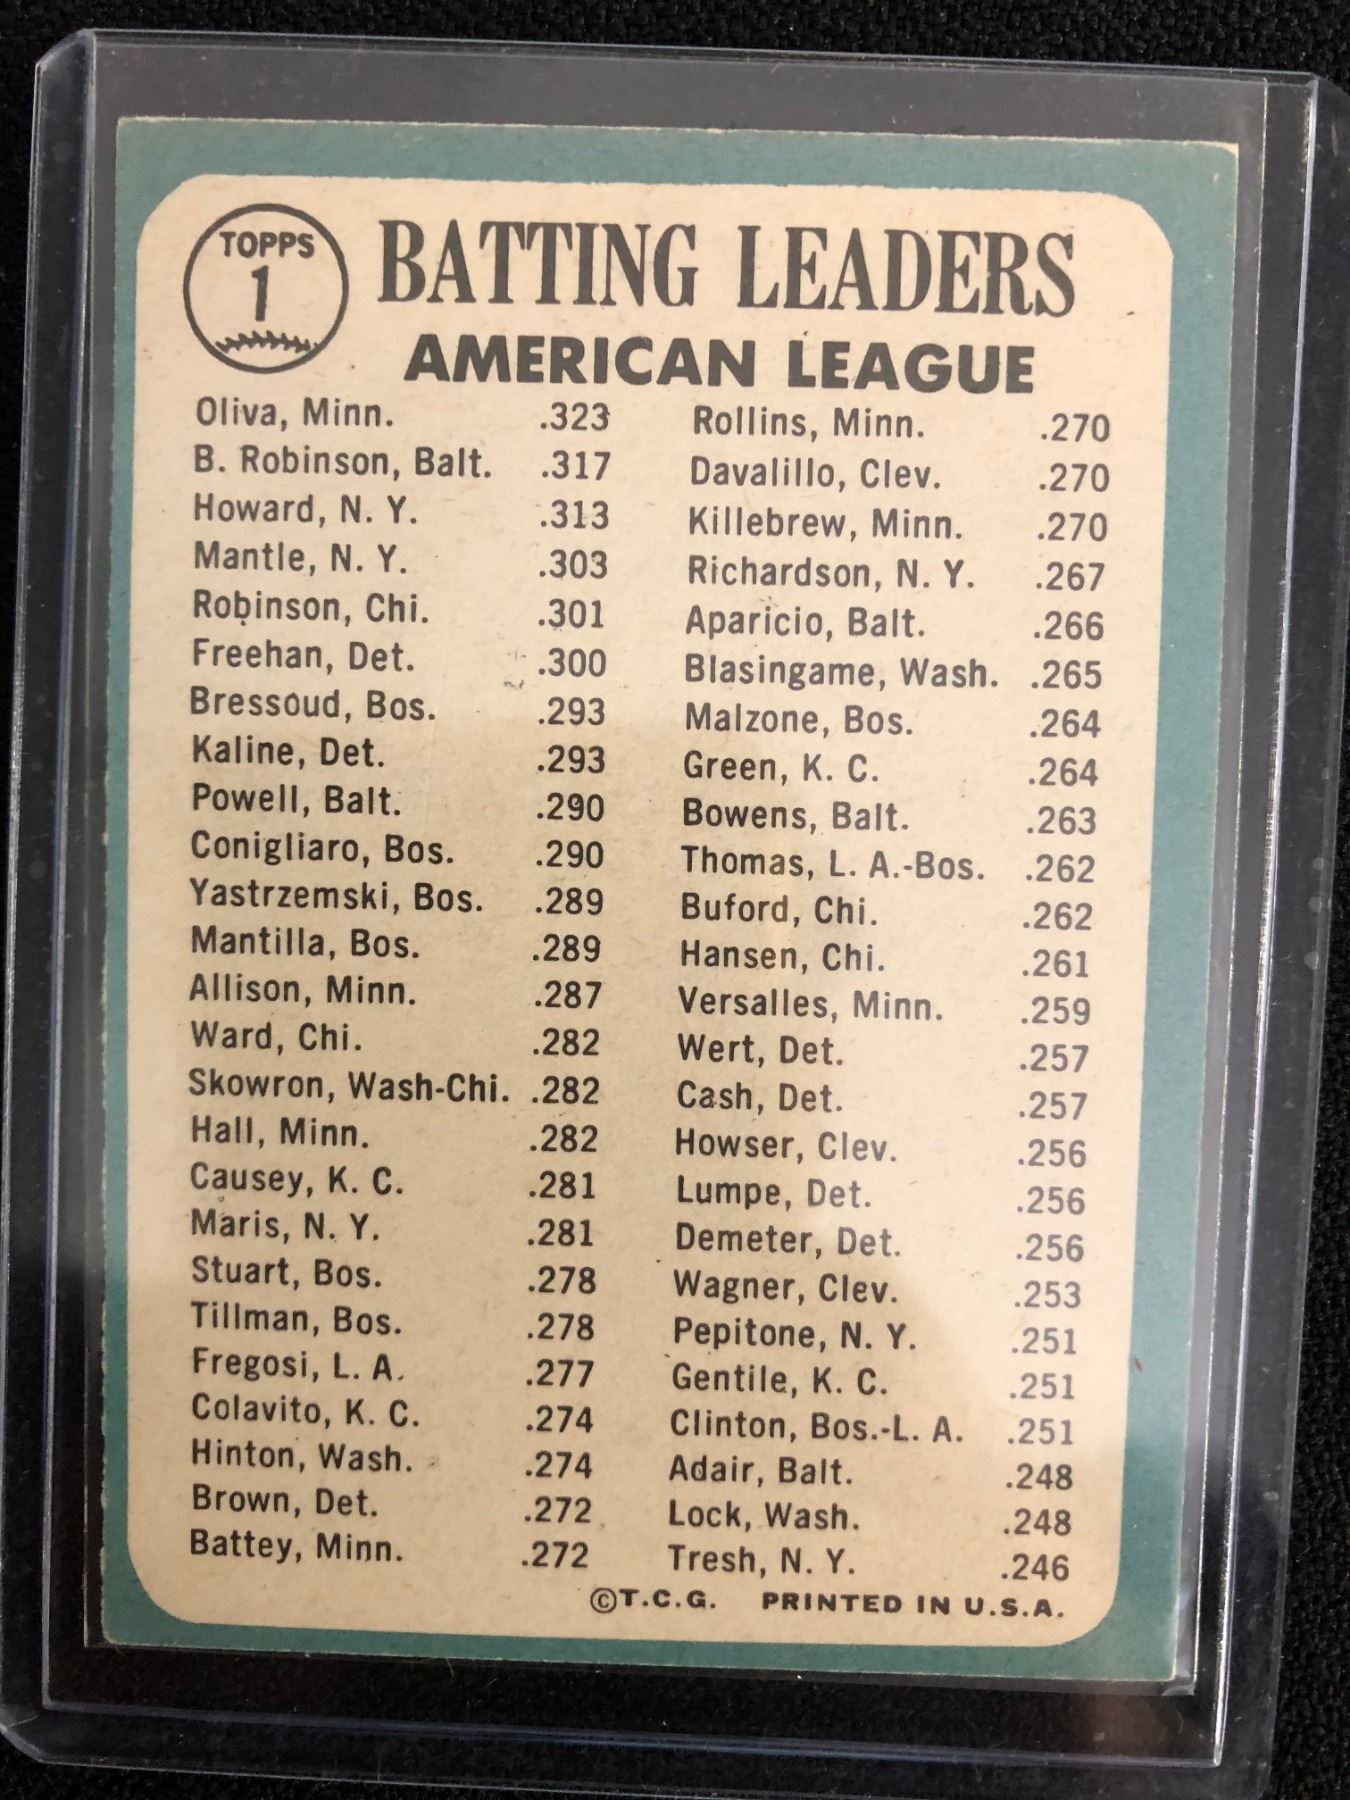 TOPPS
1
BATTING LEADERS
AMERICAN LEAGUE
Oliva, Minn. .323
B. Robinson, Balt. .317
Howard, N. Y. .313
Mantle, N. Y. .303
Robinson, Chi. .301
Freehan, Det. .300
Bressoud, Bos. .293
Kaline, Det. .293
Powell, Balt. .290
Conigliaro, Bos. .290
Yastrzemski, Bos. .289
Mantilla, Bos. .289
Allison, Minn. .287
Ward, Chi. .282
Skowron, Wash-Chi. .282
Hall, Minn. .282
Causey, K. C. .281
Maris, N. Y. .281
Stuart, Bos. .278
Tillman, Bos. .278
Fregosi, L. A. .277
Colavito, K. C. .274
Hinton, Wash. .274
Brown, Det. .272
Battey, Minn. .272
Rollins, Minn. .270
Davalillo, Clev. .270
Killebrew, Minn. .270
Richardson, N. Y. .267
Aparicio, Balt. .266
Blasingame, Wash. .265
Malzone, Bos. .264
Green, K. C. .264
Bowens, Balt. .263
Thomas, L. A.-Bos. .262
Buford, Chi. .262
Hansen, Chi. .261
Versalles, Minn. .259
Wert, Det. .257
Cash, Det. .257
Howser, Clev. .256
Lumpe, Det. .256
Demeter, Det. .256
Wagner, Clev. .253
Pepitone, N. Y. .251
Gentile, K. C. .251
Clinton, Bos.-L. A. .251
Adair, Balt. .248
Lock, Wash. .248
Tresh, N. Y. .246
©T.C.G. PRINTED IN U.S.A.